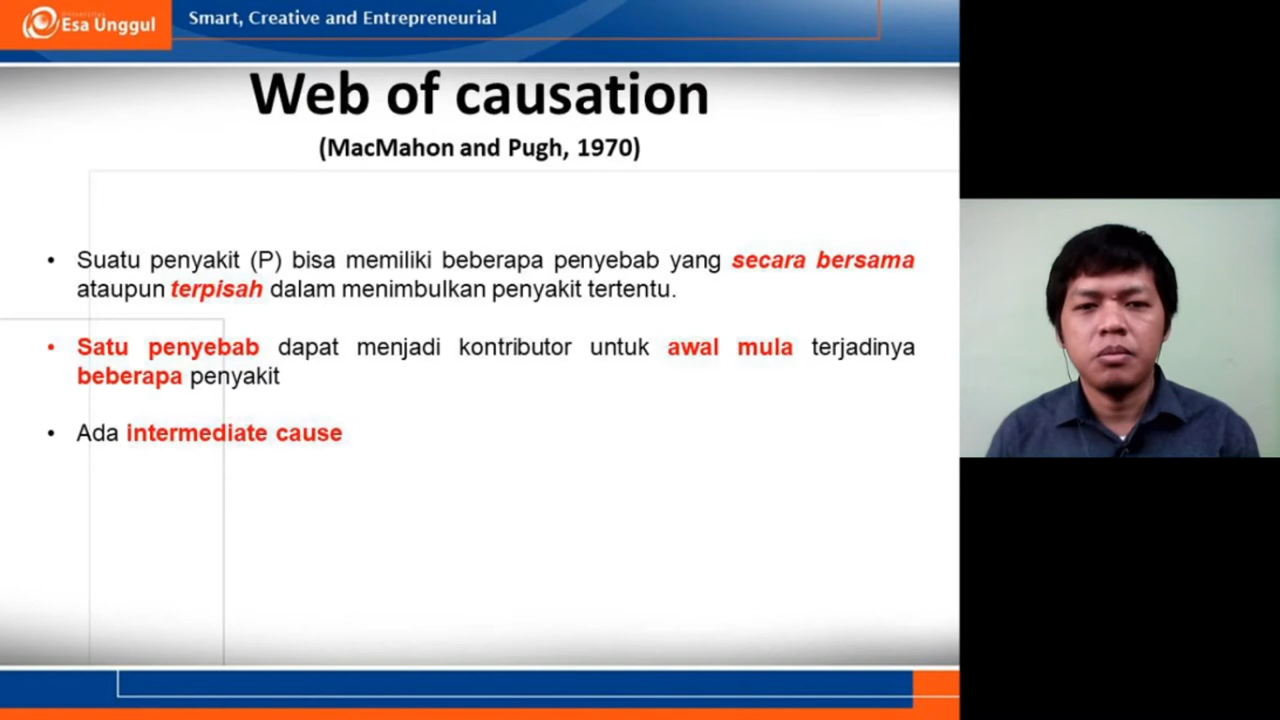 Universitas
Esa Unggul
Smart, Creative and Entrepreneurial
Web of causation
(MacMahon and Pugh, 1970)
• Suatu penyakit (P) bisa memiliki beberapa penyebab yang secara bersama
ataupun terpisah dalam menimbulkan penyakit tertentu.
• Satu penyebab dapat menjadi kontributor untuk awal mula terjadinya
beberapa penyakit
• Ada intermediate cause